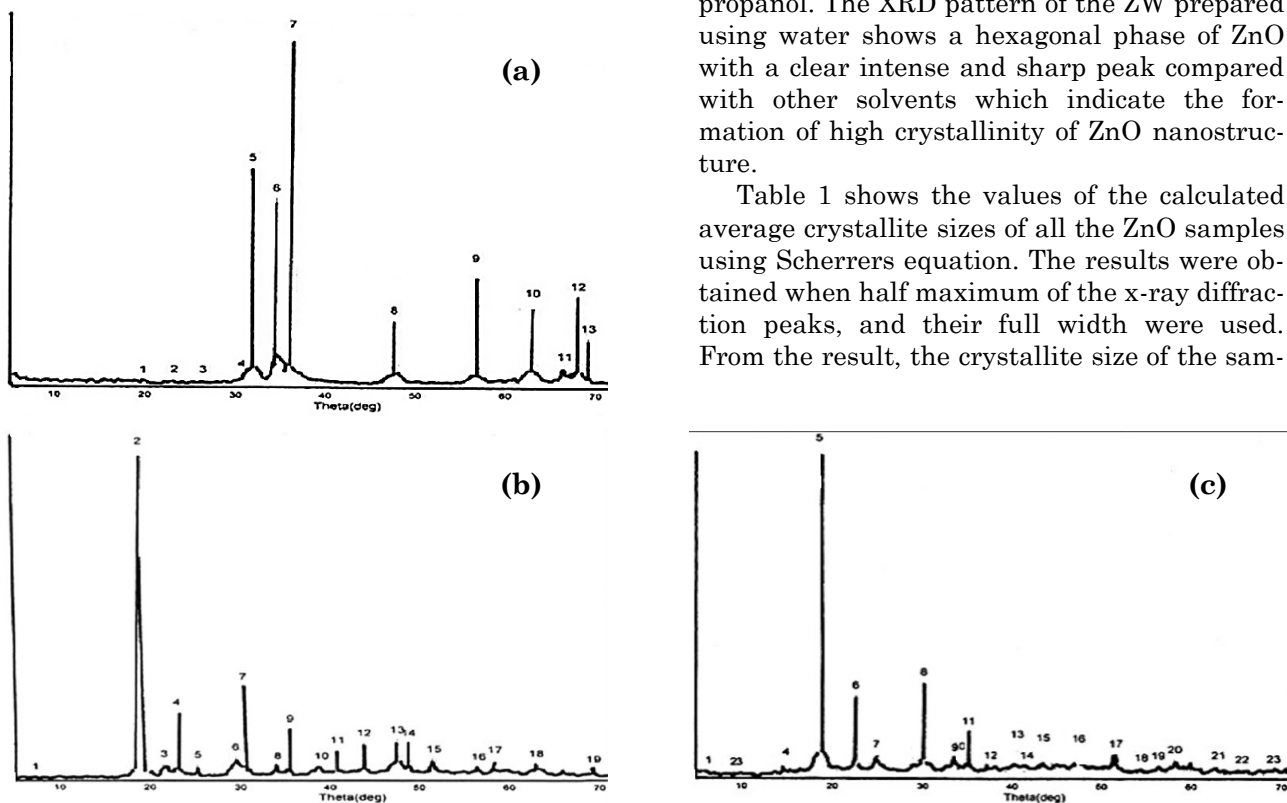 propanol. The XRD pattern of the ZW prepared
using water shows a hexagonal phase of ZnO
with a clear intense and sharp peak compared
with other solvents which indicate the for-
mation of high crystallinity of ZnO nanostruc-
ture.
Table 1 shows the values of the calculated
average crystallite sizes of all the ZnO samples
using Scherrers equation. The results were ob-
tained when half maximum of the x-ray diffrac-
tion peaks, and their full width were used.
From the result, the crystallite size of the sam-
(a)
7
5
6
9
12
8
10
13
1 2 3 4 11
10 20 30 40 50 60 70
Theta(deg)
(b)
2
7
4
9
1 3 5 6 8 10 11 12 13 14 15 16 17 18 19
10 20 30 40 50 60 70
Theta(deg)
(c)
5
6 8
11
1 23 4 7 12 13 14 15 16 17 18 19 20 21 22 23
10 20 30 40 50 60 70
Theta(deg)